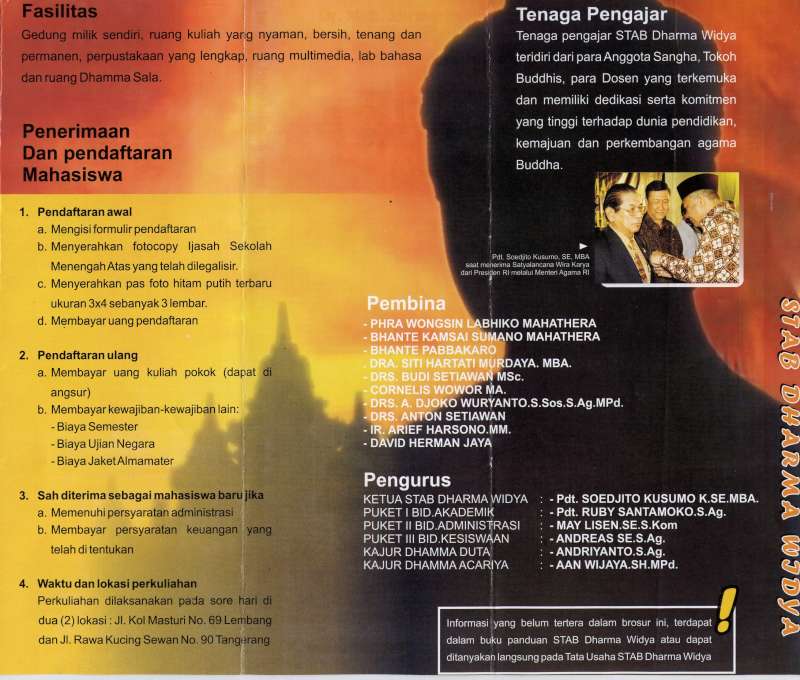 Fasilitas
Gedung milik sendiri, ruang kuliah yang nyaman, bersih, tenang dan
permanen, perpustakaan yang lengkap, ruang multimedia, lab bahasa
dan ruang Dhamma Sala.
Penerimaan
Dan pendaftaran
Mahasiswa
1. Pendaftaran awal
a. Mengisi formulir pendaftaran
b. Menyerahkan fotocopy Ijasah Sekolah
Menengah Atas yang telah dilegalisir.
c. Menyerahkan pas foto hitam putih terbaru
ukuran 3x4 sebanyak 3 lembar.
d. Membayar uang pendaftaran
2. Pendaftaran ulang
a. Membayar uang kuliah pokok (dapat di
angsur)
b. Membayar kewajiban-kewajiban lain:
- Biaya Semester
- Biaya Ujian Negara
- Biaya Jaket Almamater
3. Sah diterima sebagai mahasiswa baru jika
a. Memenuhi persyaratan administrasi
b. Membayar persyaratan keuangan yang
telah di tentukan
4. Waktu dan lokasi perkuliahan
Perkuliahan dilaksanakan pada sore hari di
dua (2) lokasi : Jl. Kol Masturi No. 69 Lembang
dan Jl. Rawa Kucing Sewan No. 90 Tangerang
Tenaga Pengajar
Tenaga pengajar STAB Dharma Widya
teridiri dari para Anggota Sangha, Tokoh
Buddhis, para Dosen yang terkemuka
dan memiliki dedikasi serta komitmen
yang tinggi terhadap dunia pendidikan,
kemajuan dan perkembangan agama
Buddha.
Pdt. Soedjito Kusumo, SE, MBA
saat menerima Satyalancana Wira Karya
dari Presiden RI melalui Menteri Agama RI
Pembina
- PHRA WONGSIN LABHIKO MAHATHERA
- BHANTE KAMSAI SUMANO MAHATHERA
- BHANTE PABBAKARO
- DRA. SITI HARTATI MURDAYA. MBA.
- DRS. BUDI SETIAWAN MSc.
- CORNELIS WOWOR MA.
- DRS. A. DJOKO WURYANTO.S.Sos.S.Ag.MPd.
- DRS. ANTON SETIAWAN
- IR. ARIEF HARSONO.MM.
- DAVID HERMAN JAYA
Pengurus
KETUA STAB DHARMA WIDYA : - Pdt. SOEDJITO KUSUMO K.SE.MBA.
PUKET I BID.AKADEMIK : - Pdt. RUBY SANTAMOKO.S.Ag.
PUKET II BID.ADMINISTRASI : - MAY LISEN.SE.S.Kom
PUKET III BID.KESISWAAN : - ANDREAS SE.S.Ag.
KAJUR DHAMMA DUTA : - ANDRIYANTO.S.Ag.
KAJUR DHAMMA ACARIYA : - AAN WIJAYA.SH.MPd.
Informasi yang belum tertera dalam brosur ini, terdapat
dalam buku panduan STAB Dharma Widya atau dapat
ditanyakan langsung pada Tata Usaha STAB Dharma Widya
!
STAB DHARMA WIDYA